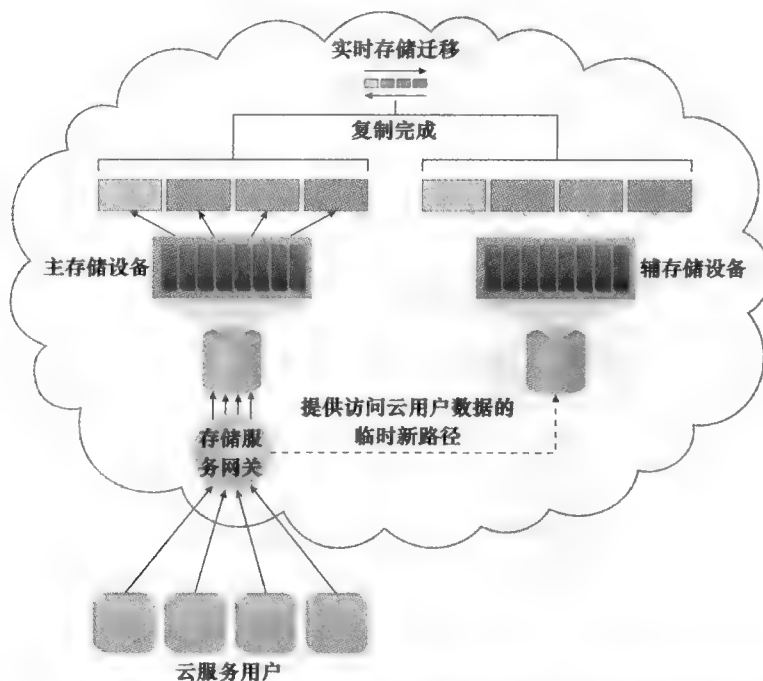 实时存储迁移
复制完成
主存储设备
辅存储设备
提供访问云用户数据的
临时新路径
存储服
务网关
云服务用户